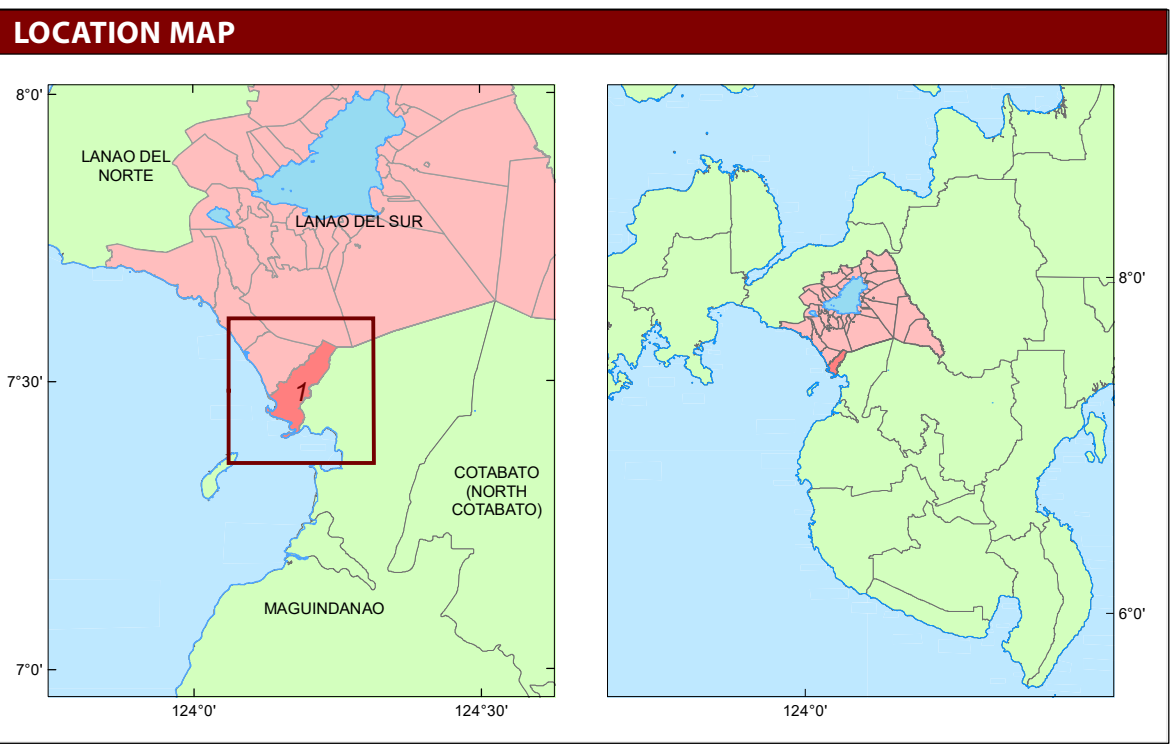 LOCATION MAP
8°0'
LANAO DEL
NORTE
LANAO DEL SUR
8°0'
7°30'
1
COTABATO
(NORTH
COTABATO)
MAGUINDANAO
6°0'
7°0'
124°0'
124°30'
124°0'